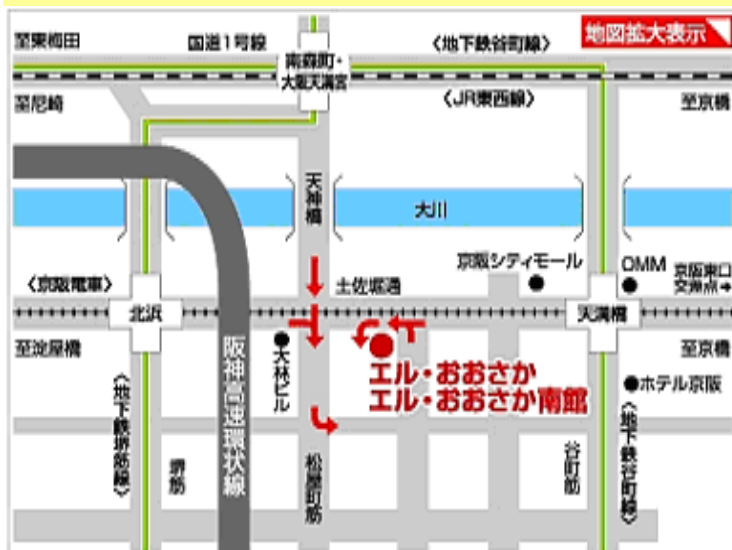 至東梅田
国道1号線
南森町・
大阪天満宮
〈地下鉄谷町線〉
地図拡大表示
至尼崎
〈JR東西線〉
至京橋
天神橋
大川
〈京阪電車〉
土佐堀通
京阪シティモール
OMM
京阪東口
交差点→
北浜
天満橋
至淀屋橋
大林ビル
エル・おおさか
エル・おおさか南館
至京橋
ホテル京阪
〈地下鉄堺筋線〉
堺筋
阪神高速環状線
松屋町筋
谷町筋
〈地下鉄谷町線〉